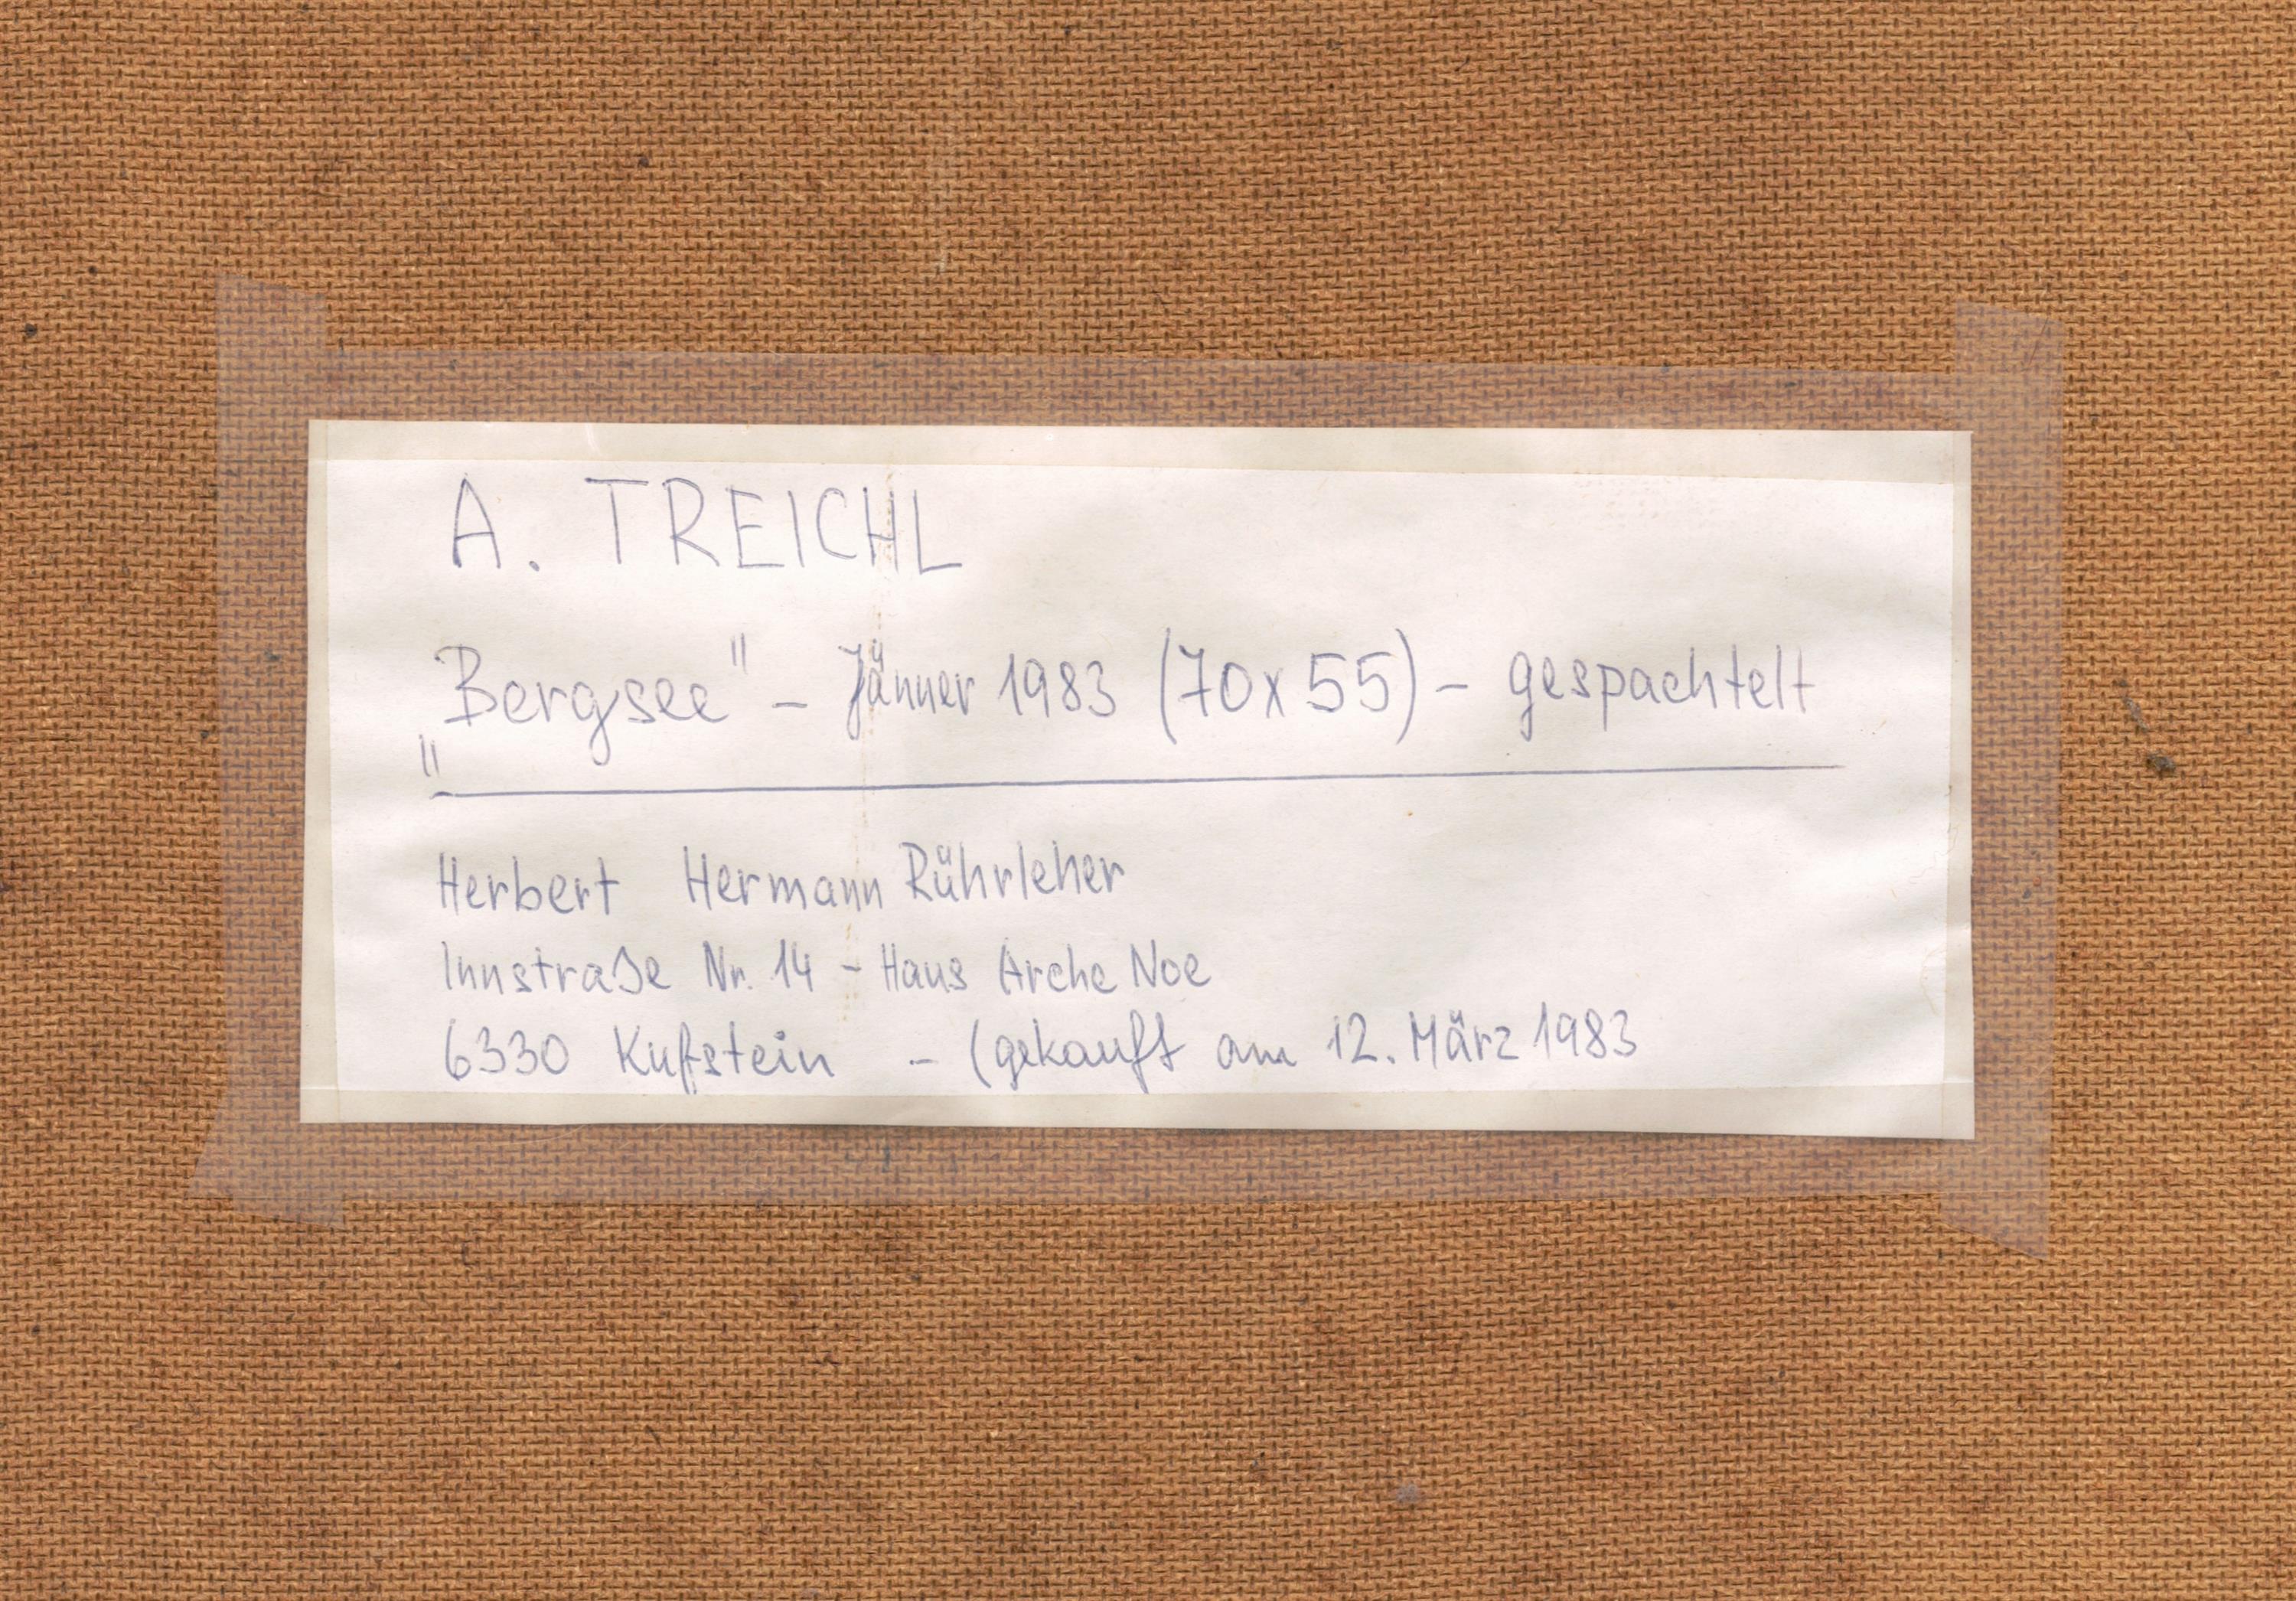 A. TREICHL
„Bergsee" – Jänner 1983 (70x55) – gespachtelt
Herbert Hermann Rührleher
Innstraße Nr. 14 – Haus Arche Noe
6330 Kufstein – (gekauft am 12. März 1983